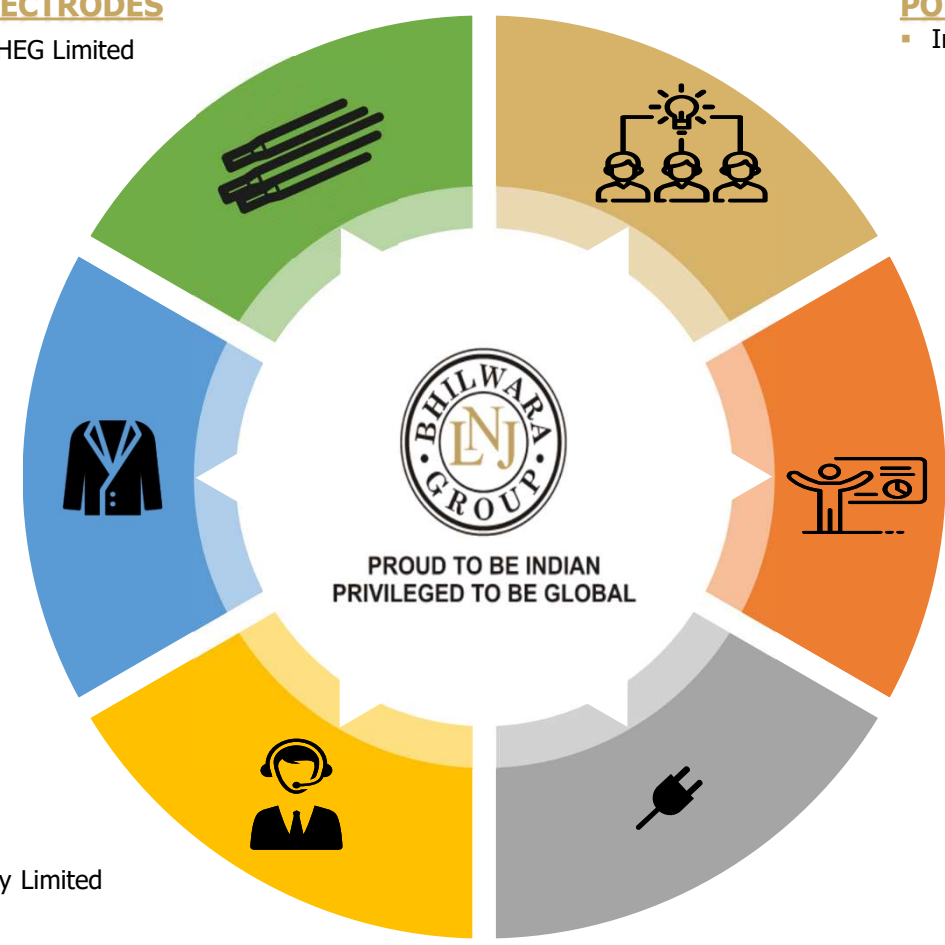 ECTRODES
HEG Limited
PO
▪ In
BHILWARA
LNJ
GROUP
PROUD TO BE INDIAN
PRIVILEGED TO BE GLOBAL
y Limited